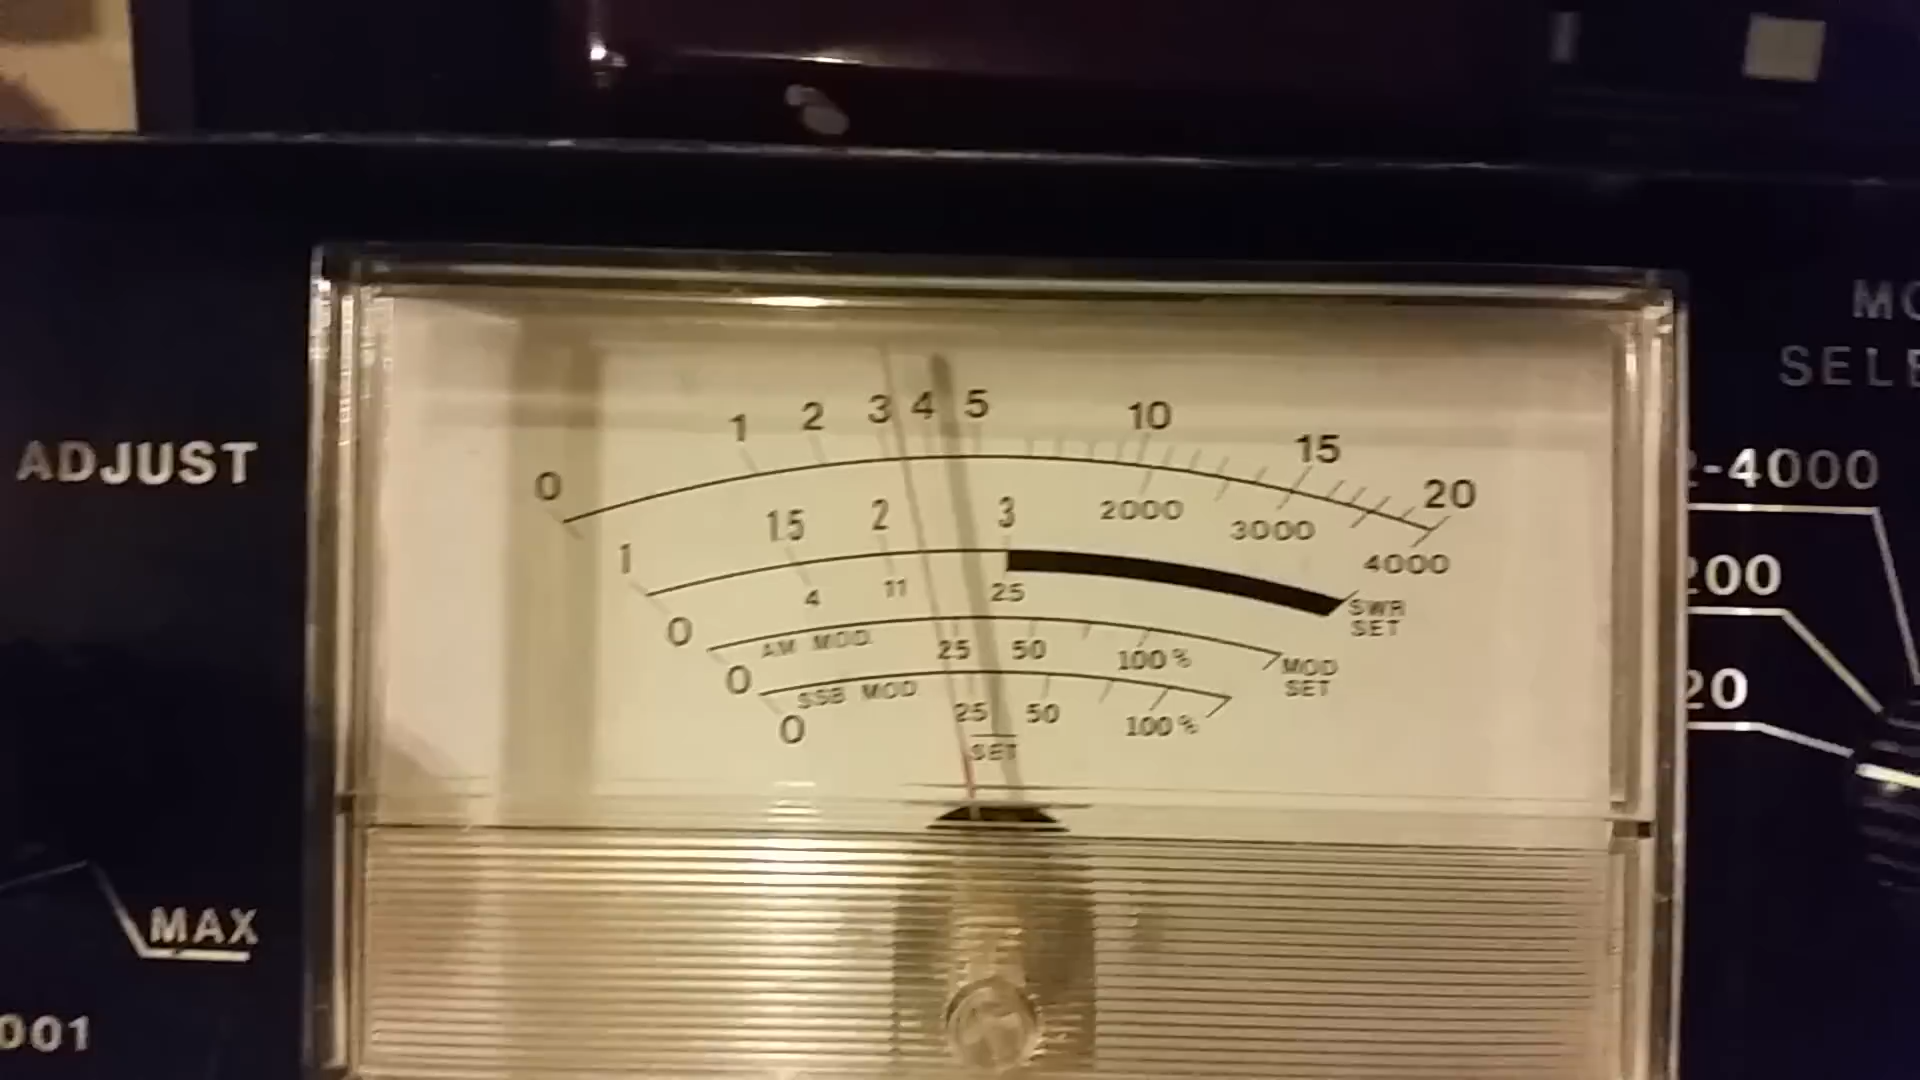 MO
SELE
ADJUST
2-4000
200
20
MAX
001
0 1 2 3 4 5 10 15 20
2000 3000 4000
1 1.5 2 3
SWR
SET
0 4 11 25
AM MOD
0 25 50 100%
MOD
SET
SSB MOD
0 25 50 100%
SET